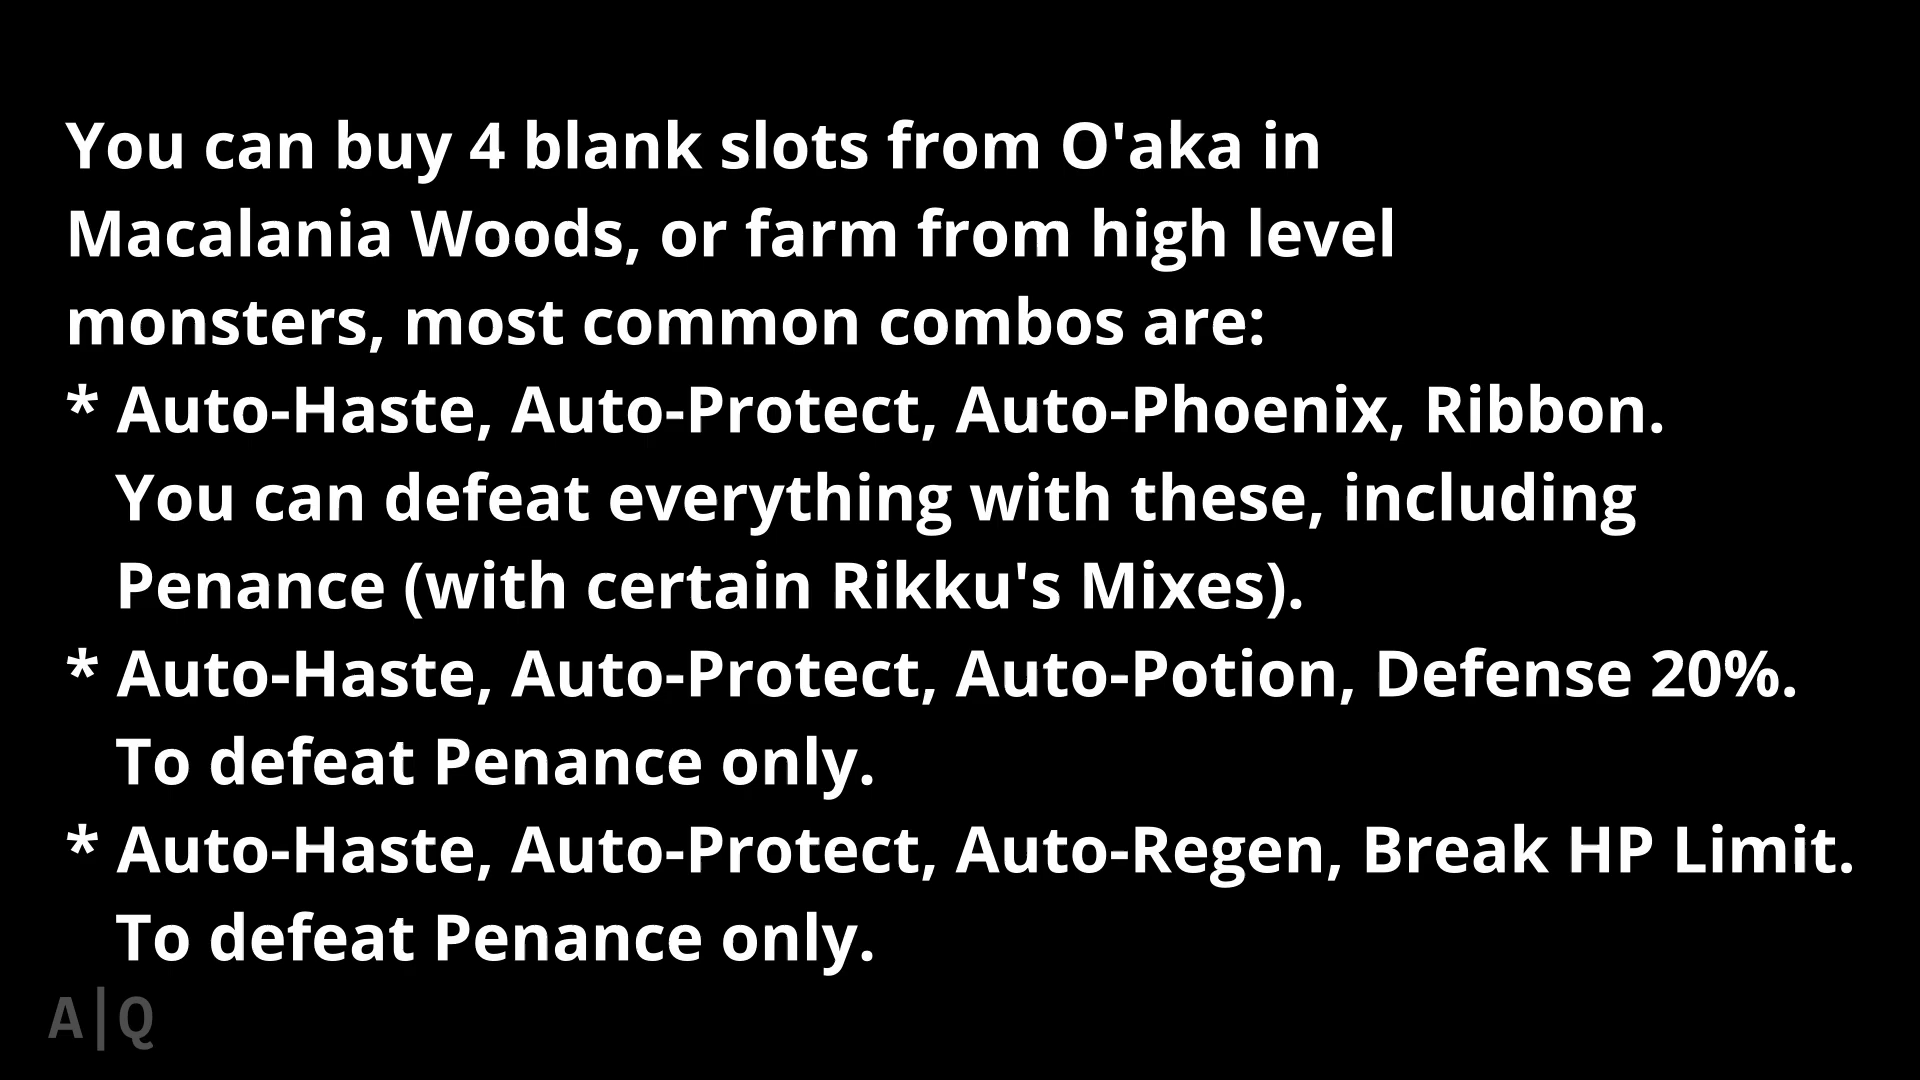 You can buy 4 blank slots from O'aka in
Macalania Woods, or farm from high level
monsters, most common combos are:
* Auto-Haste, Auto-Protect, Auto-Phoenix, Ribbon.
You can defeat everything with these, including
Penance (with certain Rikku's Mixes).
* Auto-Haste, Auto-Protect, Auto-Potion, Defense 20%.
To defeat Penance only.
* Auto-Haste, Auto-Protect, Auto-Regen, Break HP Limit.
To defeat Penance only.
A|Q